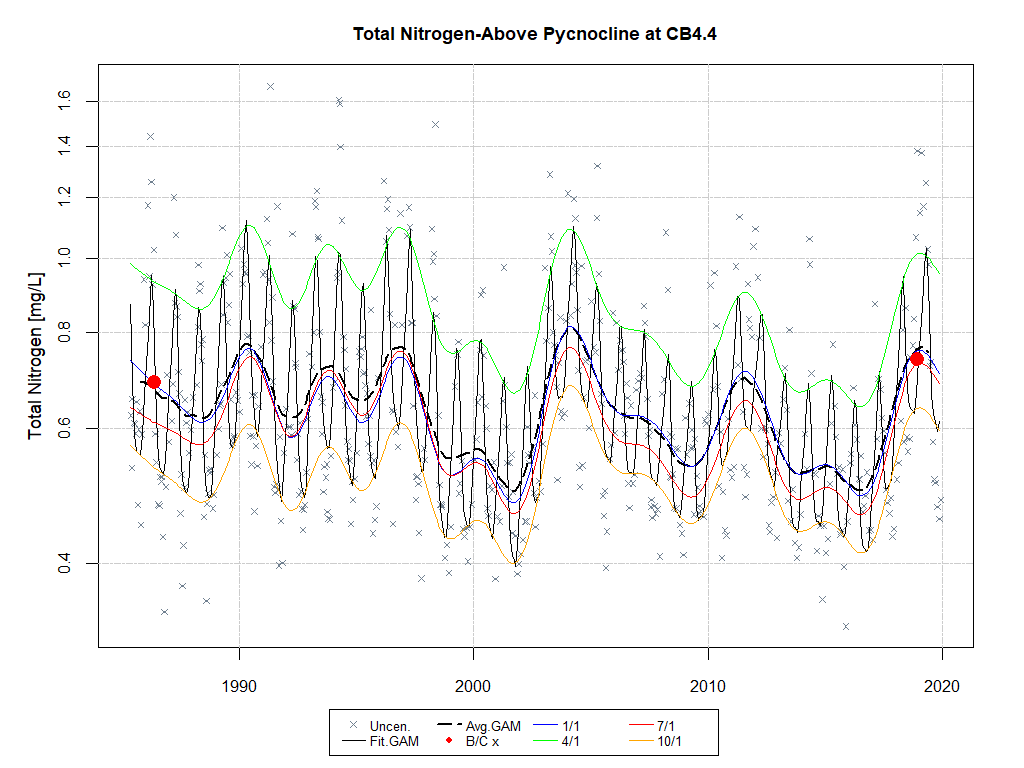 Total Nitrogen-Above Pycnocline at CB4.4
Total Nitrogen [mg/L]
1.6
1.4
1.2
1.0
0.8
0.6
0.4
1990 2000 2010 2020
Uncen. Avg.GAM 1/1 7/1
Fit.GAM B/C x 4/1 10/1